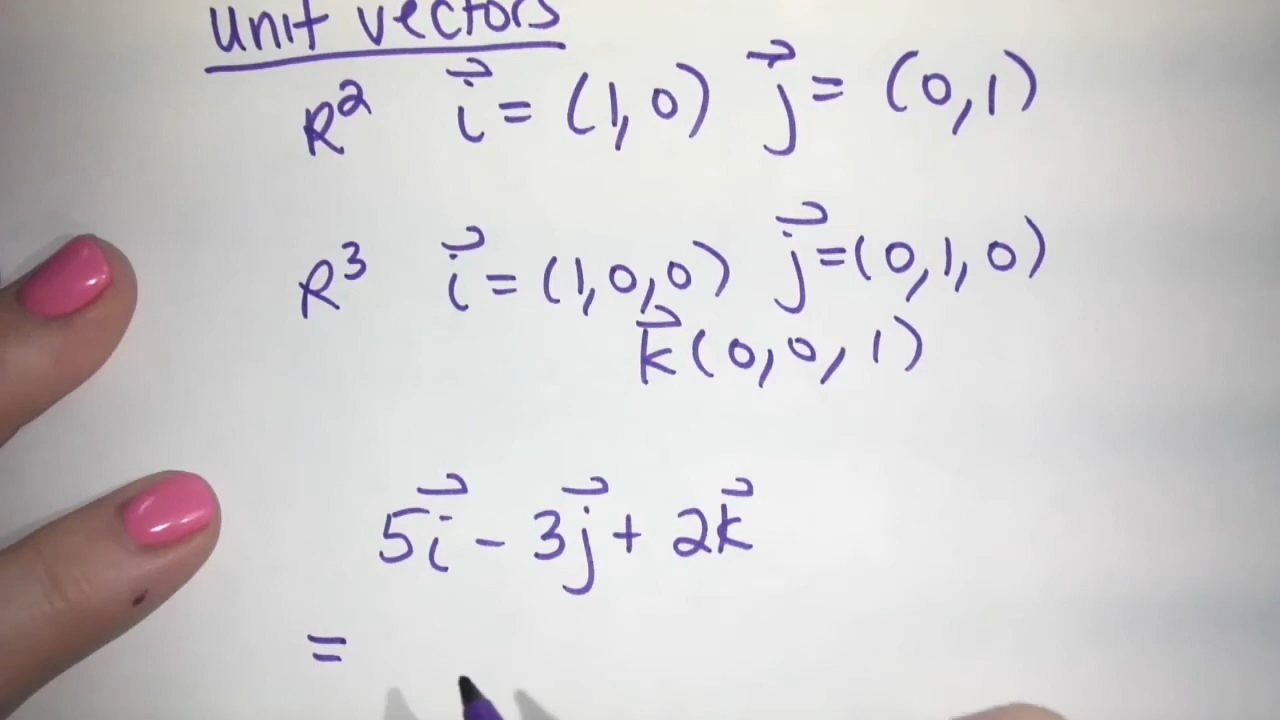 unit vectors
R² i⃗ = (1,0) j⃗ = (0,1)
R³ i⃗ = (1,0,0) j⃗ = (0,1,0)
k⃗ (0,0,1)
5i⃗ - 3j⃗ + 2k⃗
=